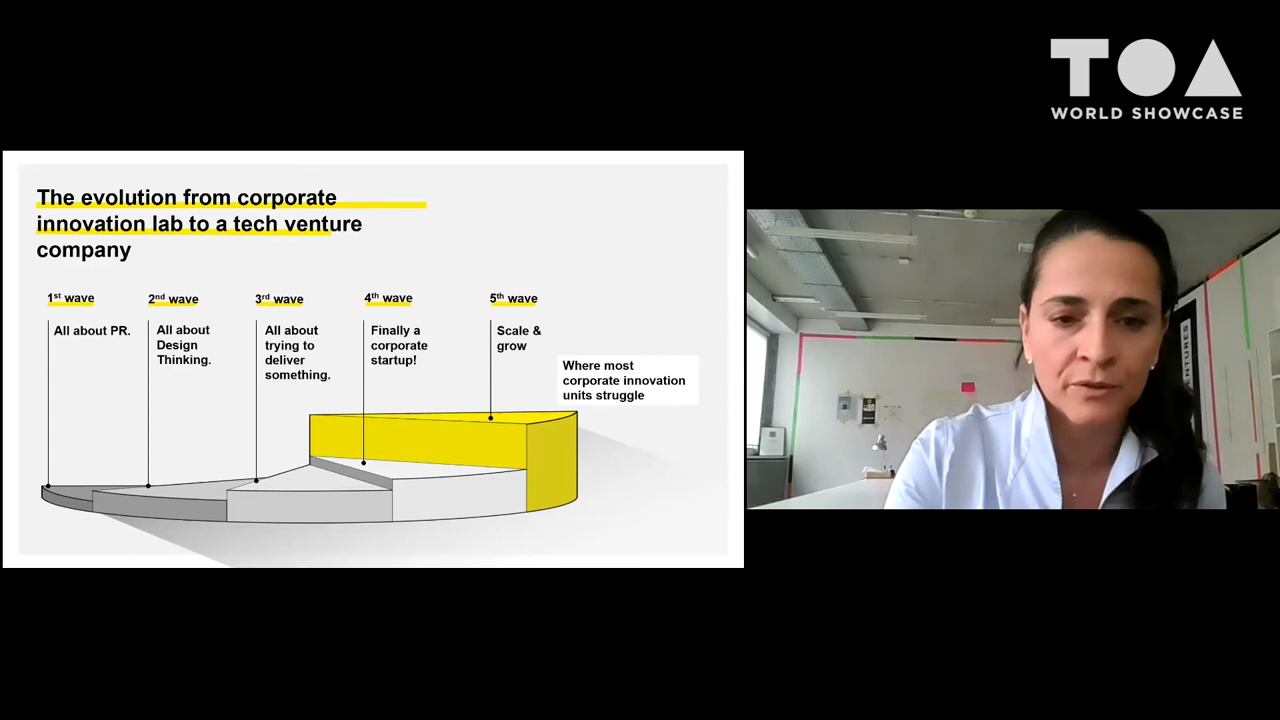 TOA
WORLD SHOWCASE
The evolution from corporate
innovation lab to a tech venture
company
1st wave
All about PR.
2nd wave
All about
Design
Thinking.
3rd wave
All about
trying to
deliver
something.
4th wave
Finally a
corporate
startup!
5th wave
Scale &
grow
Where most
corporate innovation
units struggle
NTURES